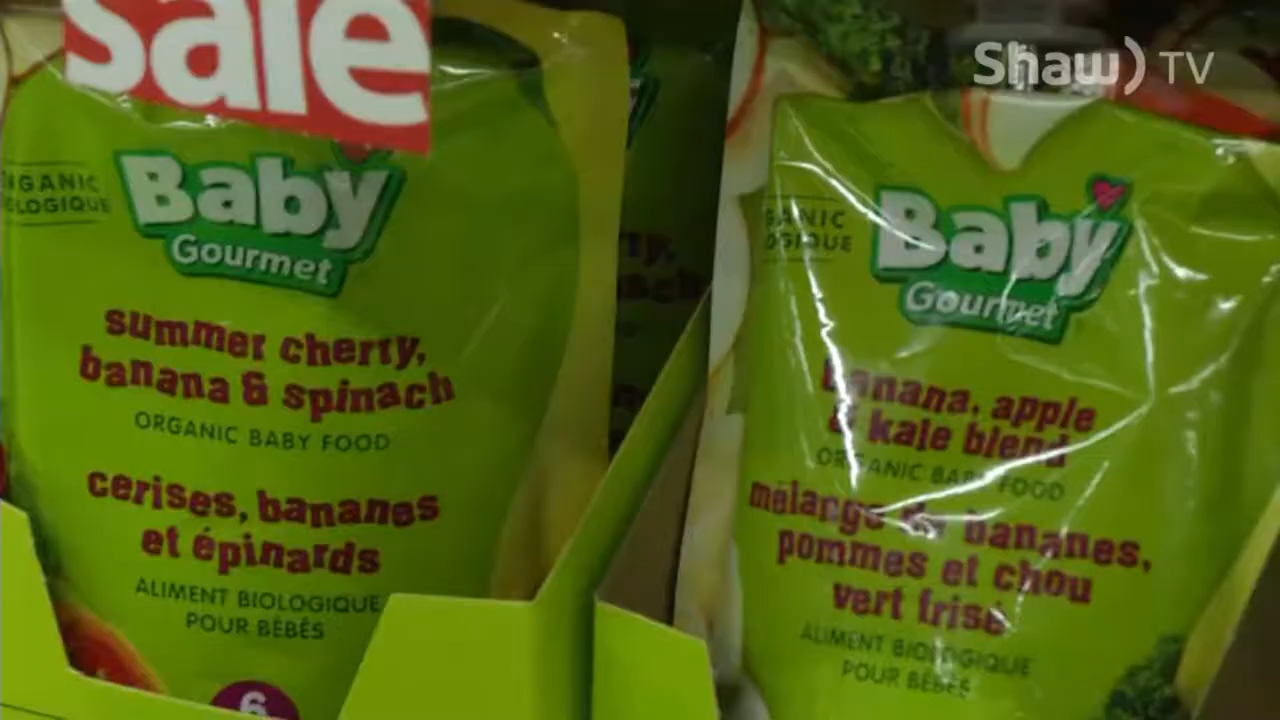 Sale
Shaw) TV
ORGANIC
BIOLOGIQUE
Baby
Gourmet
summer cherry,
banana & spinach
ORGANIC BABY FOOD
cerises, bananes
et épinards
ALIMENT BIOLOGIQUE
POUR BÉBÉS
6
Baby
Gourmet
banana, apple
& kale blend
ORGANIC BABY FOOD
mélange de bananes,
pommes et chou
vert frisé
ALIMENT BIOLOGIQUE
POUR BÉBÉS